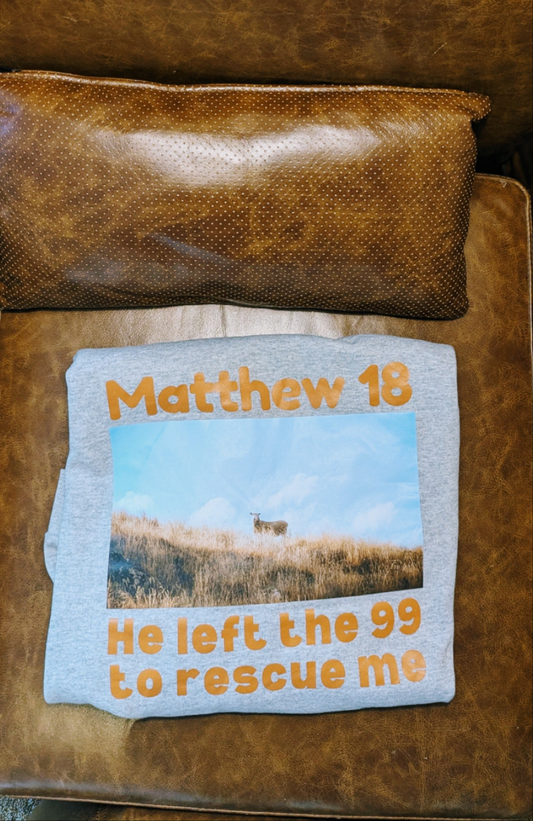 Matthew 18
He left the 99
to rescue me